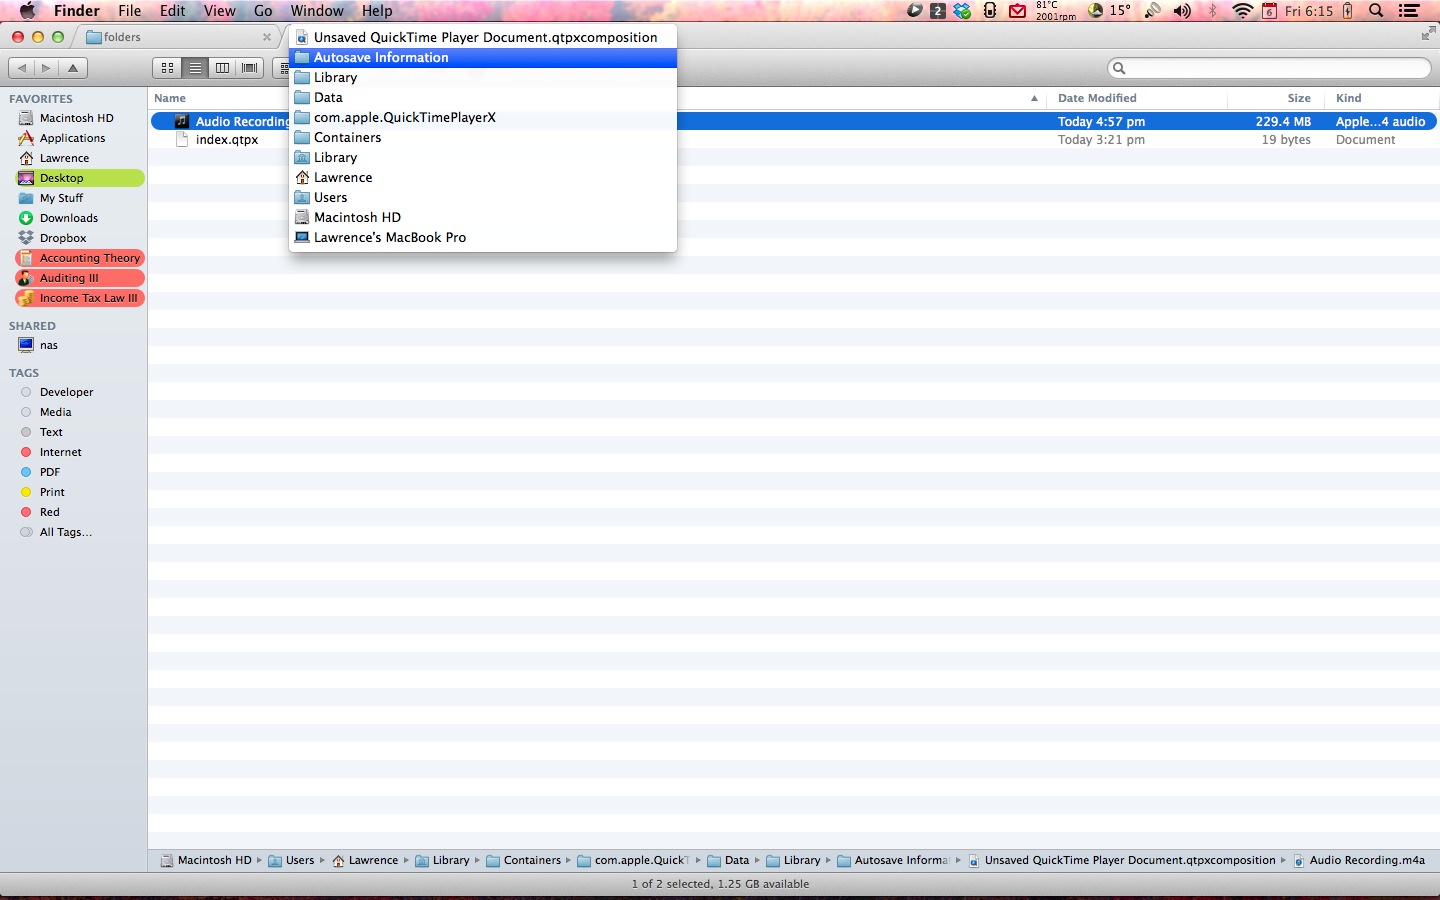 Finder File Edit View Go Window Help 2 81°C 2001rpm 15° 6 Fri 6:15
folders
Unsaved QuickTime Player Document.qtpxcomposition
Autosave Information
Library
Data
com.apple.QuickTimePlayerX
Containers
Library
Lawrence
Users
Macintosh HD
Lawrence's MacBook Pro
FAVORITES
Macintosh HD
Applications
Lawrence
Desktop
My Stuff
Downloads
Dropbox
Accounting Theory
Auditing III
Income Tax Law III
SHARED
nas
TAGS
Developer
Media
Text
Internet
PDF
Print
Red
All Tags...
Name Date Modified Size Kind
Audio Recording Today 4:57 pm 229.4 MB Apple...4 audio
index.qtpx Today 3:21 pm 19 bytes Document
Macintosh HD Users Lawrence Library Containers com.apple.QuickT Data Library Autosave Informa Unsaved QuickTime Player Document.qtpxcomposition Audio Recording.m4a
1 of 2 selected, 1.25 GB available